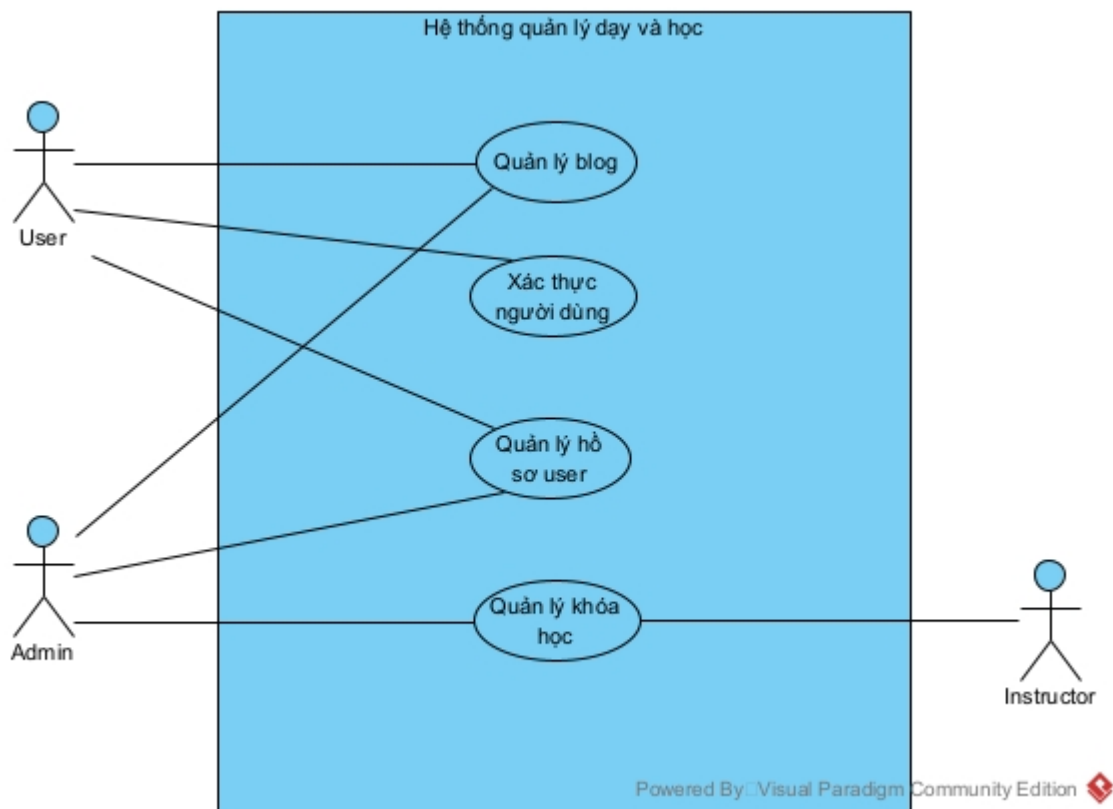 Hệ thống quản lý dạy và học
Quản lý blog
User
Xác thực
người dùng
Quản lý hồ
sơ user
Quản lý khóa
học
Admin
Instructor
Powered By Visual Paradigm Community Edition